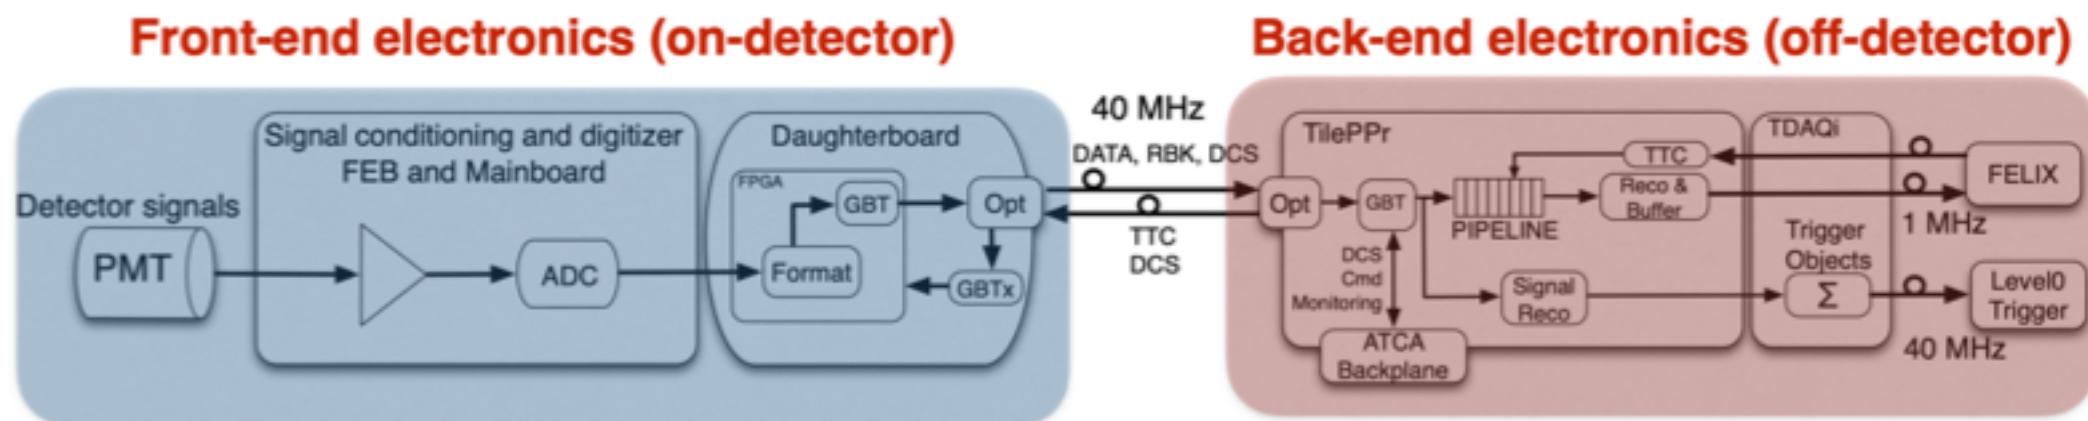 Front-end electronics (on-detector)
Back-end electronics (off-detector)
Detector signals
PMT
Signal conditioning and digitizer
FEB and Mainboard
ADC
Daughterboard
FPGA
GBT
Format
Opt
GBTx
40 MHz
DATA, RBK, DCS
TTC
DCS
TilePPr
Opt
GBT
DCS
Cmd
Monitoring
ATCA
Backplane
PIPELINE
TTC
Reco &
Buffer
Signal
Reco
TDAQi
Trigger
Objects
Σ
FELIX
1 MHz
Level0
Trigger
40 MHz